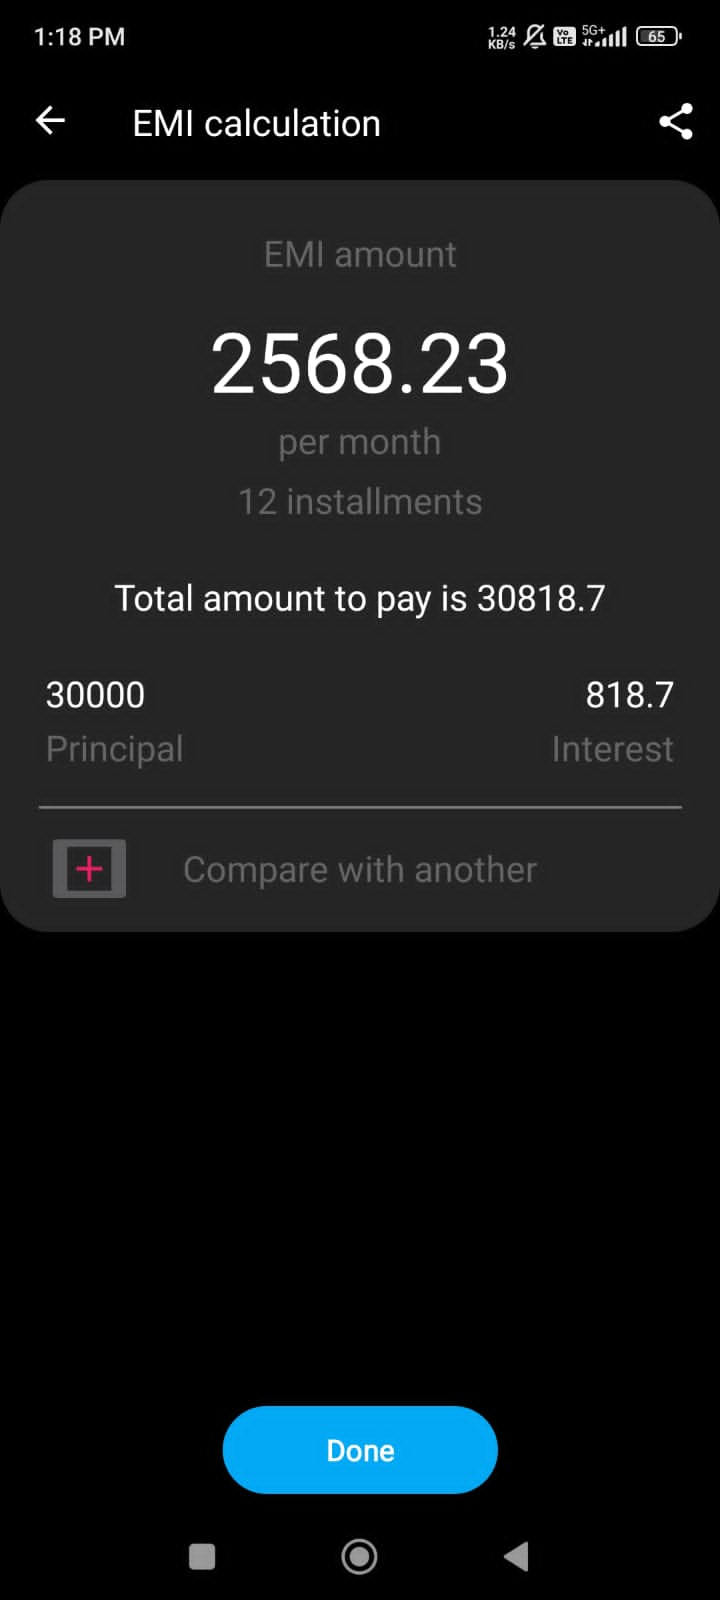 1:18 PM
1.24 KB/s
Vo LTE
5G+
65
EMI calculation
EMI amount
2568.23
per month
12 installments
Total amount to pay is 30818.7
30000 818.7
Principal Interest
Compare with another
Done